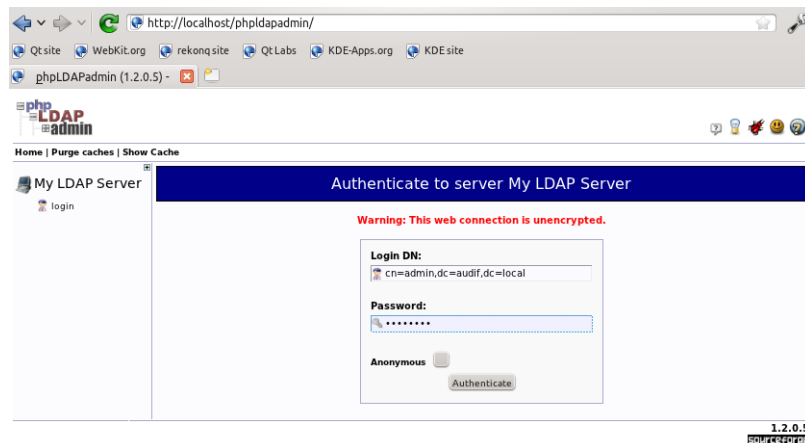 http://localhost/phpldapadmin/
Qt site WebKit.org rekonq site Qt Labs KDE-Apps.org KDE site
phpLDAPadmin (1.2.0.5) -
php
LDAP
admin
Home | Purge caches | Show Cache
My LDAP Server
login
Authenticate to server My LDAP Server
Warning: This web connection is unencrypted.
Login DN:
cn=admin,dc=audif,dc=local
Password:
••••••••
Anonymous
Authenticate
1.2.0.5
sourceforge